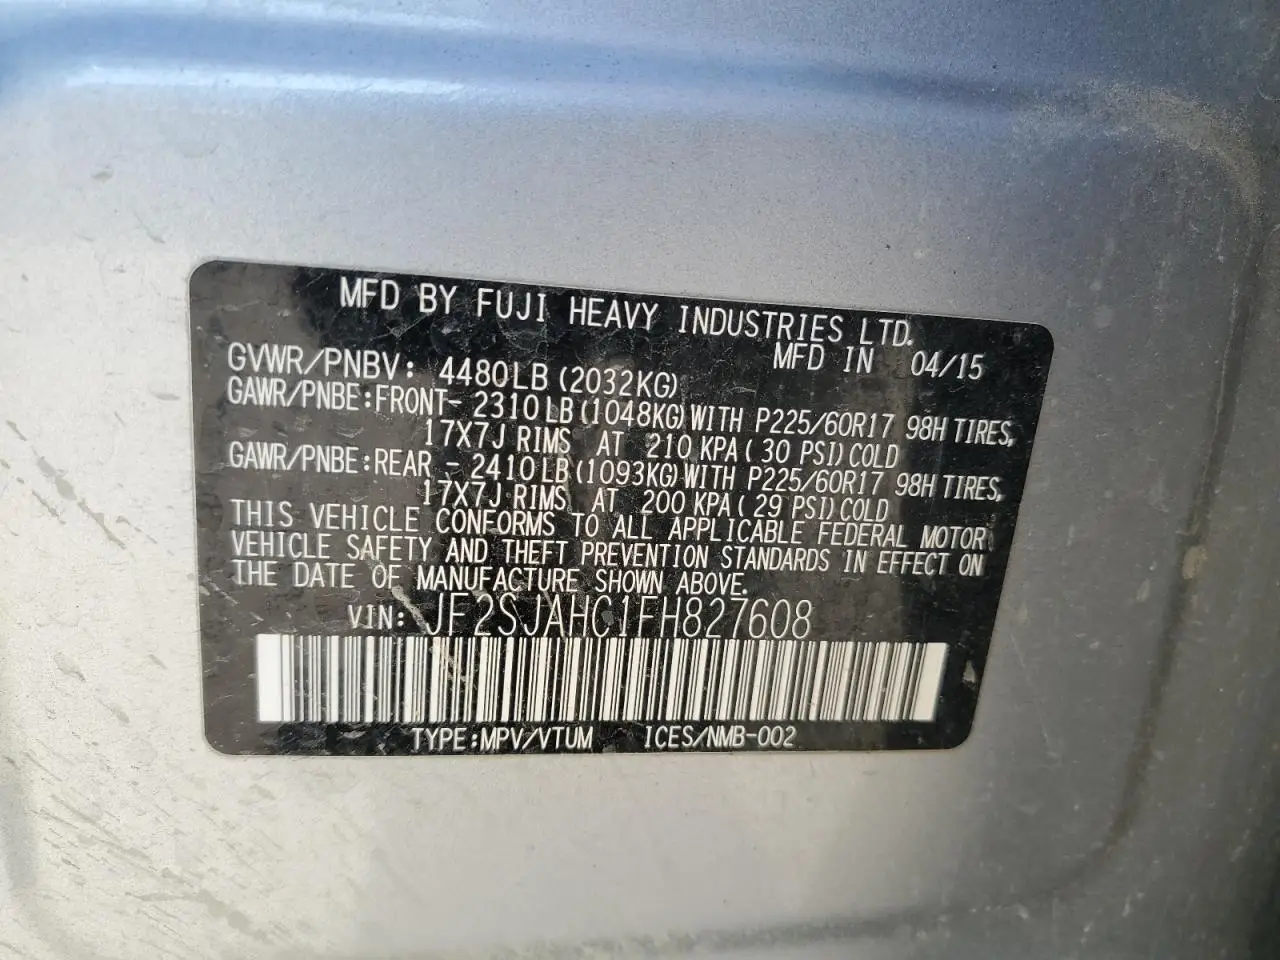 MFD BY FUJI HEAVY INDUSTRIES LTD.
MFD IN 04/15
GVWR/PNBV: 4480LB (2032KG)
GAWR/PNBE:FRONT- 2310LB(1048KG)WITH P225/60R17 98H TIRES,
17X7J RIMS AT 210 KPA(30 PSI)COLD
GAWR/PNBE:REAR - 2410LB(1093KG)WITH P225/60R17 98H TIRES,
17X7J RIMS AT 200 KPA(29 PSI)COLD
THIS VEHICLE CONFORMS TO ALL APPLICABLE FEDERAL MOTOR
VEHICLE SAFETY AND THEFT PREVENTION STANDARDS IN EFFECT ON
THE DATE OF MANUFACTURE SHOWN ABOVE.
VIN: JF2SJAHC1FH827608
TYPE:MPV/VTUM ICES/NMB-002